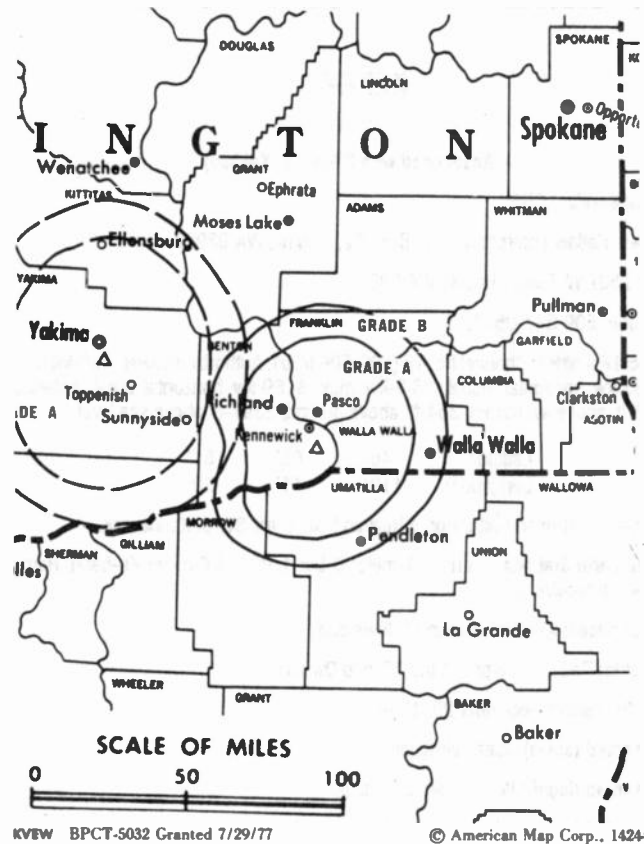 DOUGLAS
SPOKANE
LINCOLN
INGTON
Spokane
Wenatchee
GRANT
Ephrata
KITTITAS
Moses Lake
ADAMS
WHITMAN
Ellensburg
YAKIMA
Pullman
FRANKLIN
GRADE B
GARFIELD
Yakima
BENTON
GRADE A
COLUMBIA
Toppenish
Richland
Pasco
Clarkston
ADE A
Sunnyside
Kennewick
WALLA WALLA
Walla Walla
ASOTIN
UMATILLA
WALLOWA
MORROW
Pendleton
SHERMAN
GILLIAM
lles
UNION
La Grande
WHEELER
GRANT
BAKER
Baker
SCALE OF MILES
0 50 100
KVEW BPCT-5032 Granted 7/29/77
© American Map Corp., 1424-